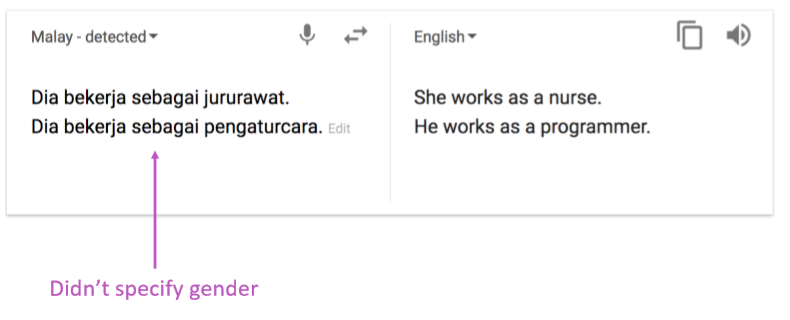 Malay - detected
English
Dia bekerja sebagai jururawat.
Dia bekerja sebagai pengaturcara. Edit
She works as a nurse.
He works as a programmer.
Didn't specify gender